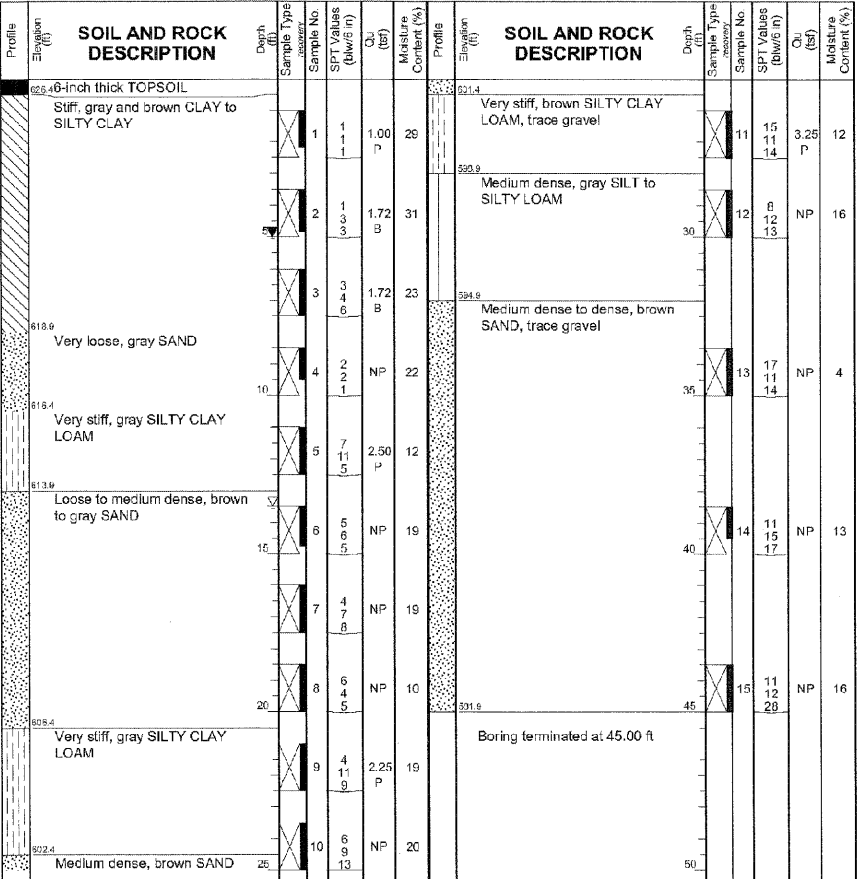 Profile
Elevation (ft)
SOIL AND ROCK
DESCRIPTION
Depth (ft)
Sample Type
recovery
Sample No.
SPT Values
(blw/6 in)
Qu
(tsf)
Moisture
Content (%)
626.4 6-inch thick TOPSOIL
Stiff, gray and brown CLAY to
SILTY CLAY
1
1
1
1
1.00
P
29
2
1
3
3
1.72
B
31
5
3
3
4
6
1.72
B
23
618.9
Very loose, gray SAND
4
2
2
1
NP
22
10
616.4
Very stiff, gray SILTY CLAY
LOAM
5
7
11
5
2.50
P
12
613.9
Loose to medium dense, brown
to gray SAND
6
5
6
5
NP
19
15
7
4
7
8
NP
19
8
6
4
5
NP
10
20
606.4
Very stiff, gray SILTY CLAY
LOAM
9
4
11
9
2.25
P
19
10
6
9
13
NP
20
602.4
Medium dense, brown SAND
25
Profile
Elevation (ft)
SOIL AND ROCK
DESCRIPTION
Depth (ft)
Sample Type
recovery
Sample No.
SPT Values
(blw/6 in)
Qu
(tsf)
Moisture
Content (%)
601.4
Very stiff, brown SILTY CLAY
LOAM, trace gravel
11
15
11
14
3.25
P
12
598.9
Medium dense, gray SILT to
SILTY LOAM
12
8
12
13
NP
16
30
594.9
Medium dense to dense, brown
SAND, trace gravel
13
17
11
14
NP
4
35
14
11
15
17
NP
13
40
15
11
12
28
NP
16
45
581.9
Boring terminated at 45.00 ft
50